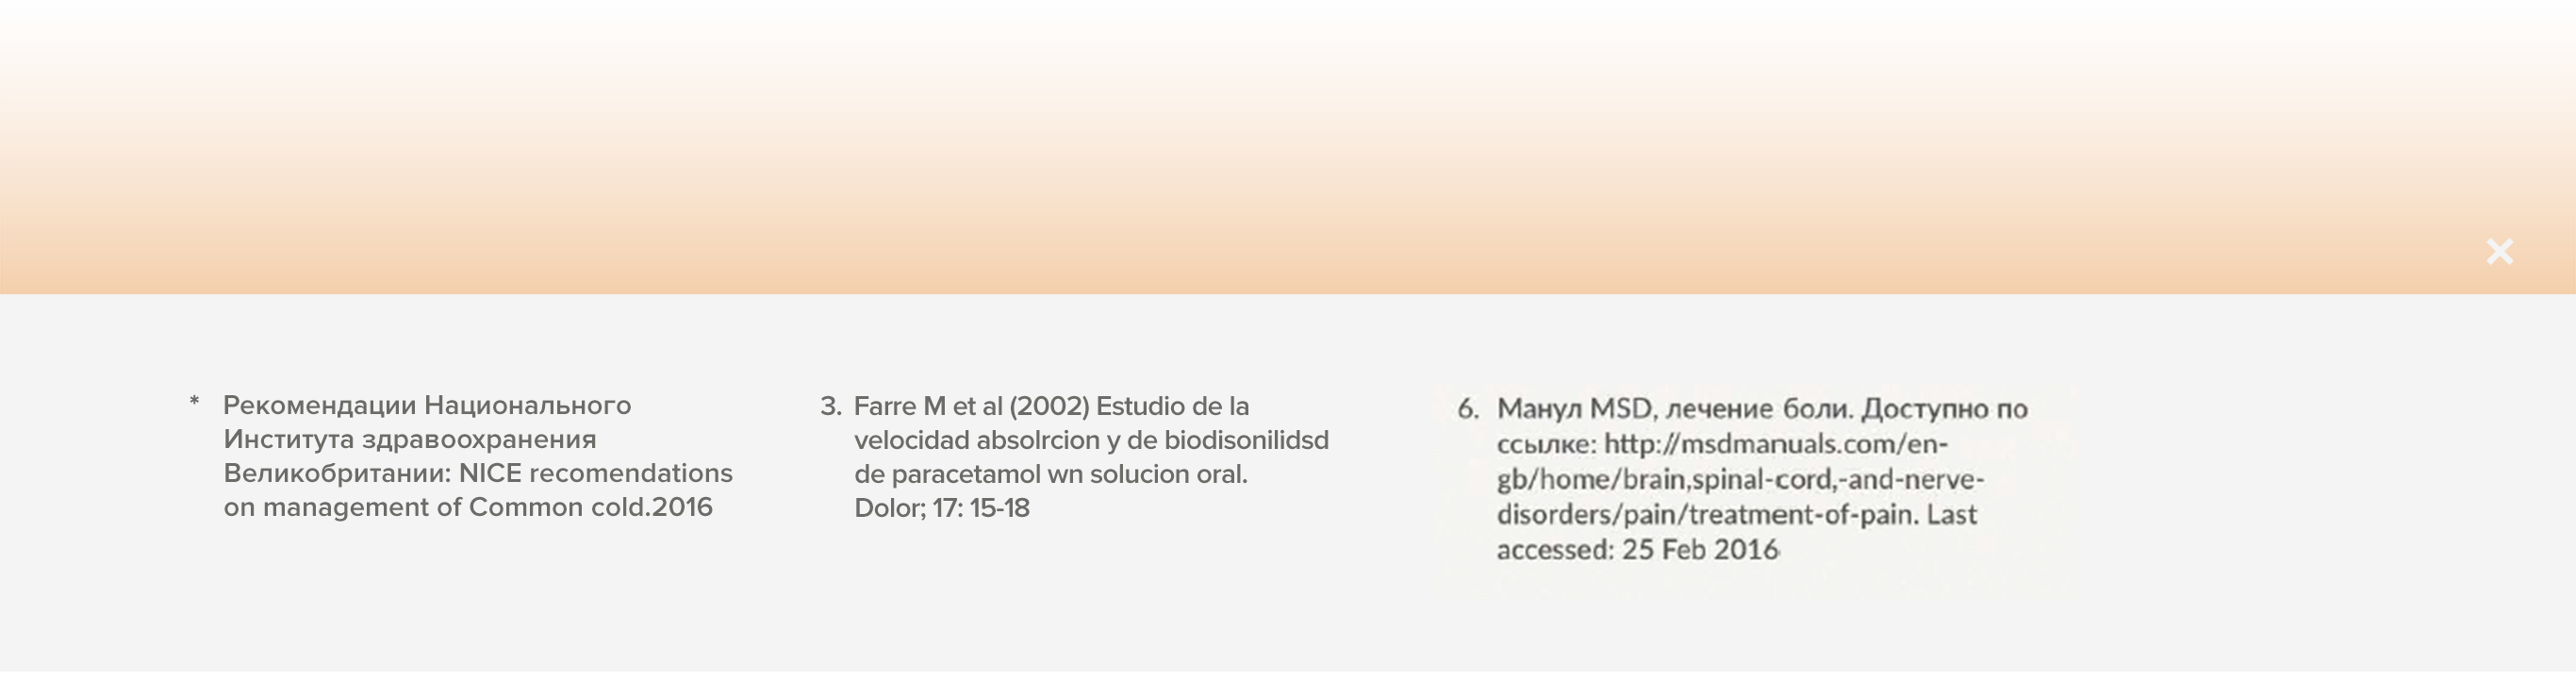 * Рекомендации Национального
Института здравоохранения
Великобритании: NICE recomendations
on management of Common cold.2016
3. Farre M et al (2002) Estudio de la
velocidad absolrcion y de biodisonilidsd
de paracetamol wn solucion oral.
Dolor; 17: 15-18
6. Манул MSD, лечение боли. Доступно по
ссылке: http://msdmanuals.com/en-
gb/home/brain,spinal-cord,-and-nerve-
disorders/pain/treatment-of-pain. Last
accessed: 25 Feb 2016